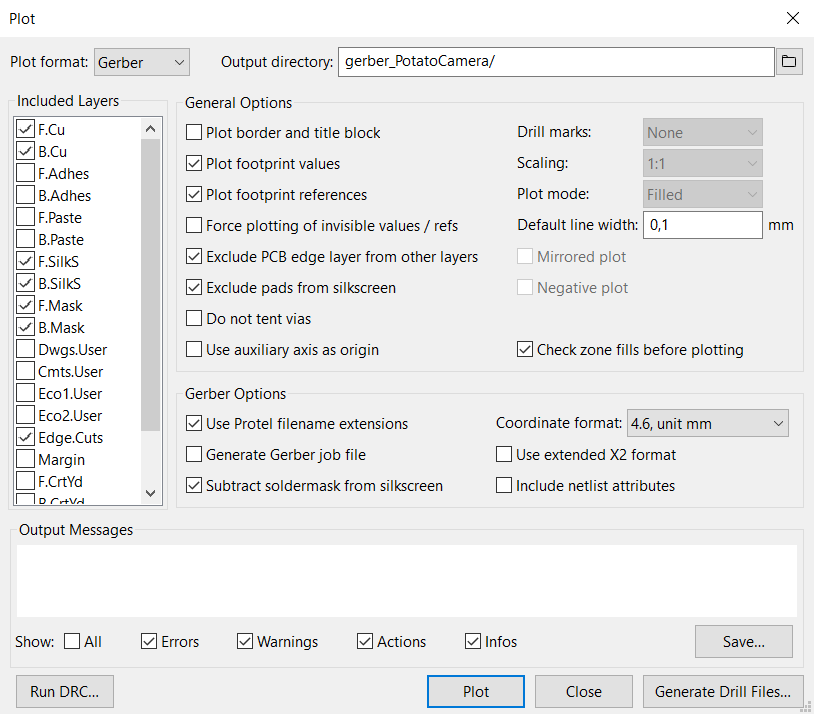 Plot
Plot format: Gerber Output directory: gerber_PotatoCamera/
Included Layers
F.Cu
B.Cu
F.Adhes
B.Adhes
F.Paste
B.Paste
F.SilkS
B.SilkS
F.Mask
B.Mask
Dwgs.User
Cmts.User
Eco1.User
Eco2.User
Edge.Cuts
Margin
F.CrtYd
B.CrtYd
General Options
Plot border and title block
Plot footprint values
Plot footprint references
Force plotting of invisible values / refs
Exclude PCB edge layer from other layers
Exclude pads from silkscreen
Do not tent vias
Use auxiliary axis as origin
Drill marks: None
Scaling: 1:1
Plot mode: Filled
Default line width: 0,1 mm
Mirrored plot
Negative plot
Check zone fills before plotting
Gerber Options
Use Protel filename extensions
Generate Gerber job file
Subtract soldermask from silkscreen
Coordinate format: 4.6, unit mm
Use extended X2 format
Include netlist attributes
Output Messages
Show: All Errors Warnings Actions Infos Save...
Run DRC... Plot Close Generate Drill Files...